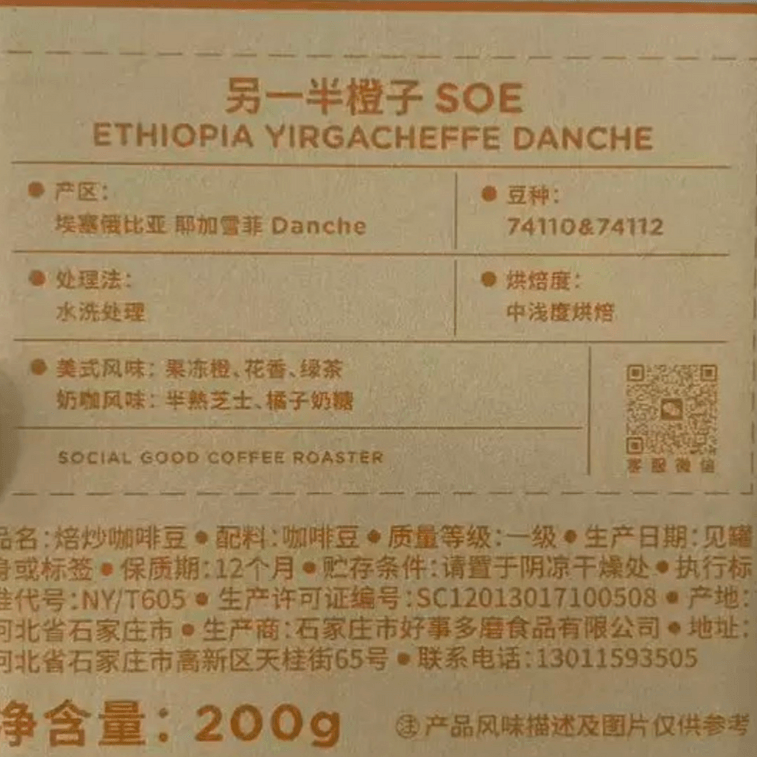 另一半橙子 SOE
ETHIOPIA YIRGACHEFFE DANCHE
产区：
埃塞俄比亚 耶加雪菲 Danche
豆种：
74110&74112
处理法：
水洗处理
烘焙度：
中浅度烘焙
美式风味：果冻橙、花香、绿茶
奶咖风味：半熟芝士、橘子奶糖
SOCIAL GOOD COFFEE ROASTER
客服微信
品名：焙炒咖啡豆●配料：咖啡豆●质量等级：一级●生产日期：见罐
身或标签●保质期：12个月●贮存条件：请置于阴凉干燥处●执行标
准代号：NY/T605●生产许可证编号：SC12013017100508●产地：
河北省石家庄市●生产商：石家庄市好事多磨食品有限公司●地址：
河北省石家庄市高新区天桂街65号●联系电话：13011593505
净含量：200g
注 产品风味描述及图片仅供参考